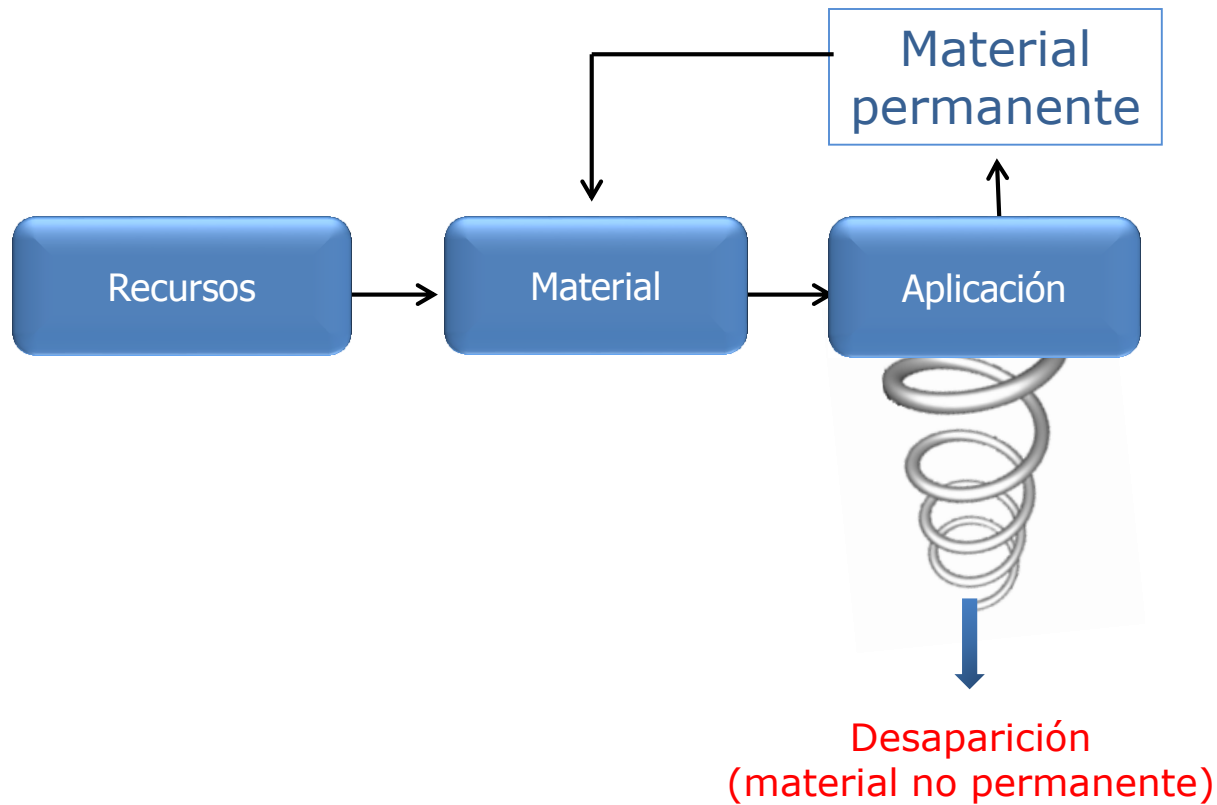 Material
permanente
Recursos
Material
Aplicación
Desaparición
(material no permanente)